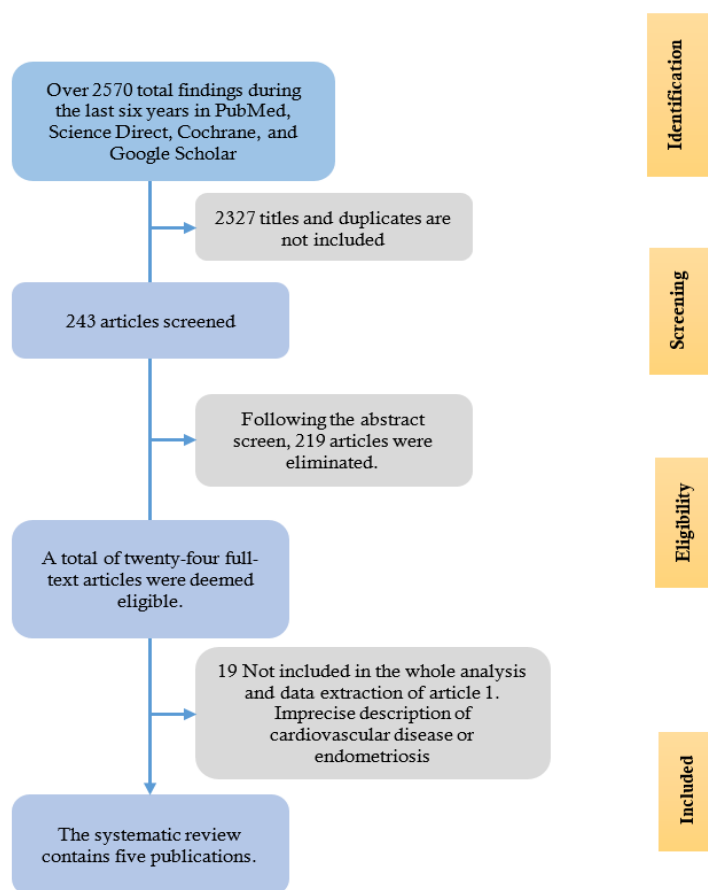 Over 2570 total findings during
the last six years in PubMed,
Science Direct, Cochrane, and
Google Scholar
Identification
2327 titles and duplicates are
not included
243 articles screened
Screening
Following the abstract
screen, 219 articles were
eliminated.
Eligibility
A total of twenty-four full-
text articles were deemed
eligible.
19 Not included in the whole analysis
and data extraction of article 1.
Imprecise description of
cardiovascular disease or
endometriosis
Included
The systematic review
contains five publications.